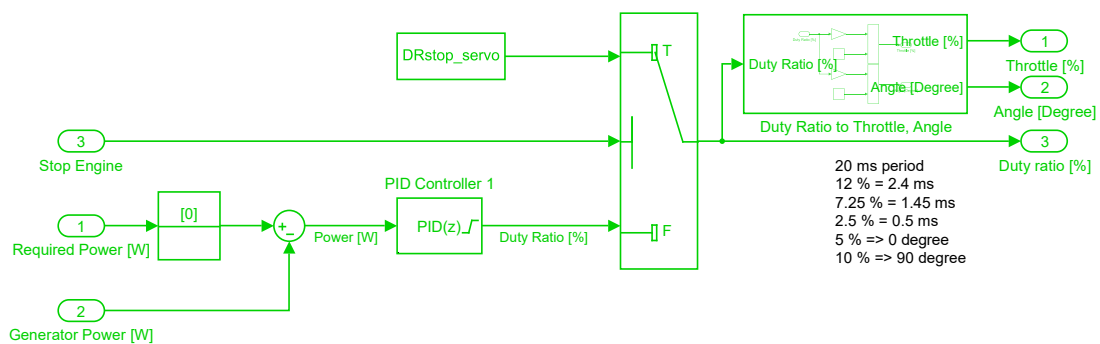 DRstop_servo
T
Throttle [%]
1
Throttle [%]
Duty Ratio [%]
Angle [Degree]
2
Angle [Degree]
Duty Ratio to Throttle, Angle
3
Stop Engine
3
Duty ratio [%]
20 ms period
12 % = 2.4 ms
7.25 % = 1.45 ms
2.5 % = 0.5 ms
5 % => 0 degree
10 % => 90 degree
PID Controller 1
[0]
1
Required Power [W]
+
_
Power [W]
PID(z)
Duty Ratio [%]
F
2
Generator Power [W]